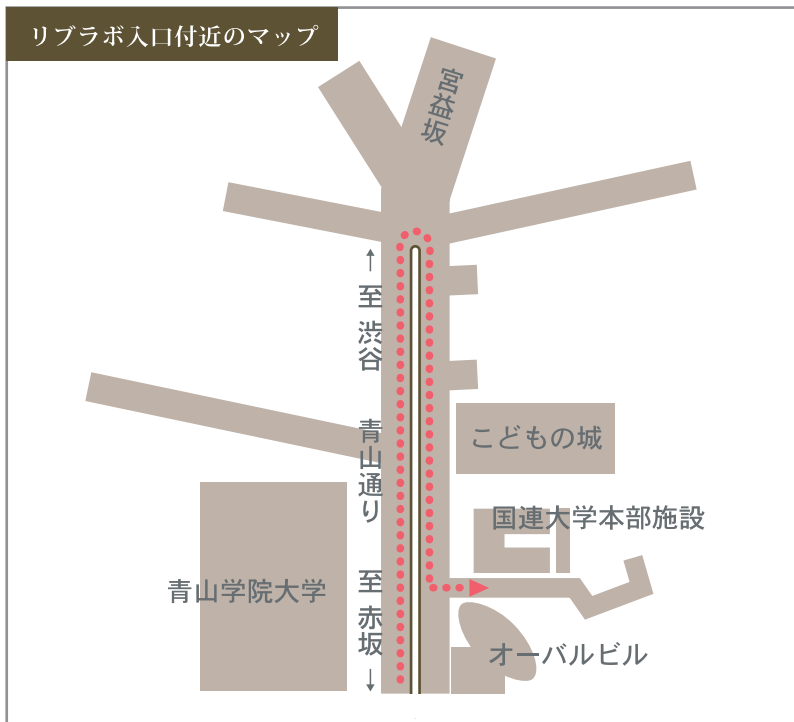 リブラボ入口付近のマップ
宮益坂
↑
至 渋谷
青山通り
至 赤坂
↓
こどもの城
国連大学本部施設
青山学院大学
オーバルビル